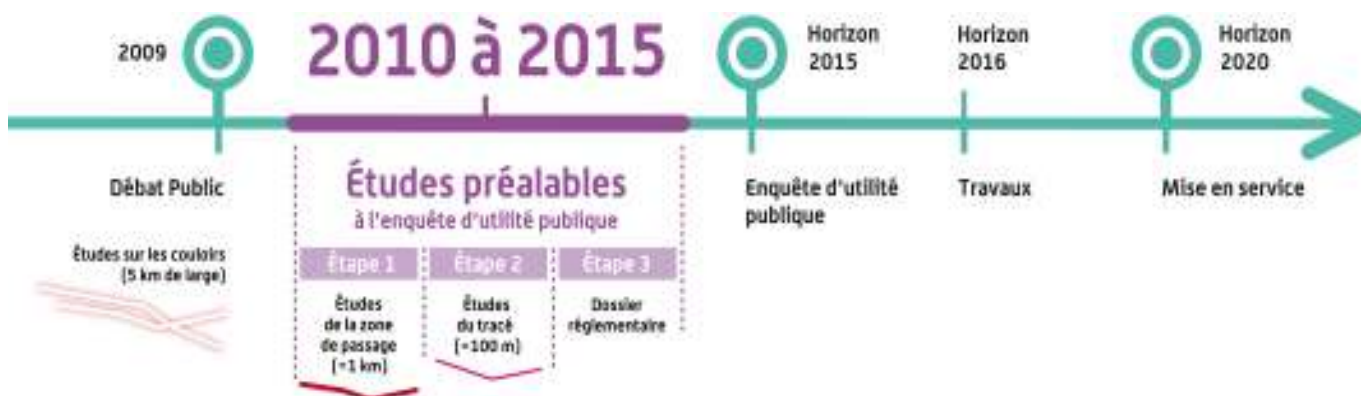 2009
2010 à 2015
Horizon
2015
Horizon
2016
Horizon
2020
Débat Public
Études préalables
à l'enquête d'utilité publique
Enquête d'utilité
publique
Travaux
Mise en service
Études sur les couloirs
(5 km de large)
Étape 1
Étape 2
Étape 3
Études
de la zone
de passage
(≈1 km)
Études
du tracé
(≈100 m)
Dossier
réglementaire